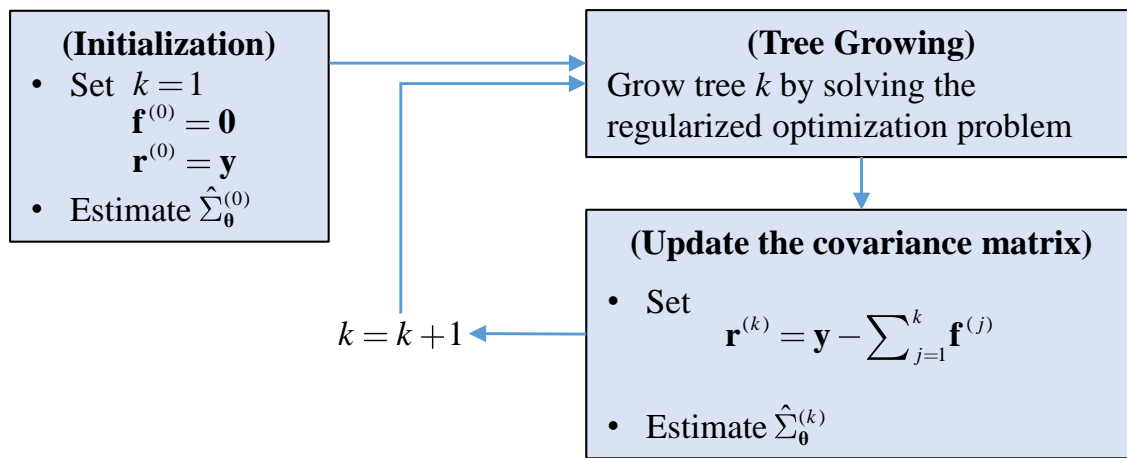 (Initialization)
• Set k = 1
f⁽⁰⁾ = 0
r⁽⁰⁾ = y
• Estimate Σ̂_θ⁽⁰⁾
(Tree Growing)
Grow tree k by solving the
regularized optimization problem
(Update the covariance matrix)
• Set
r⁽ᵏ⁾ = y − ∑_{j=1}^{k} f⁽ʲ⁾
• Estimate Σ̂_θ⁽ᵏ⁾
k = k + 1